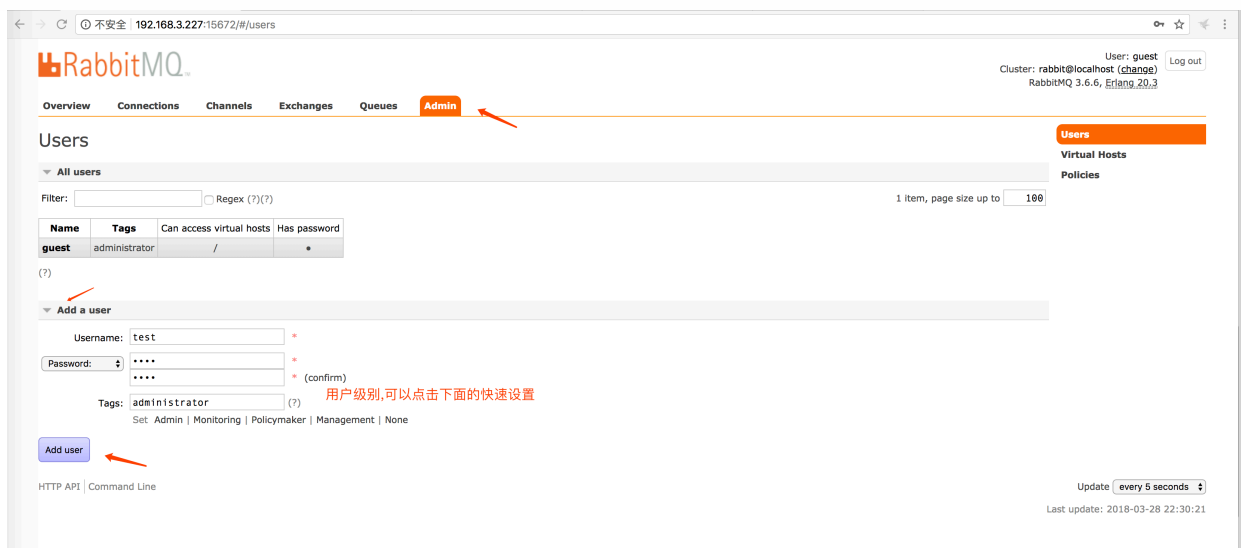 不安全 192.168.3.227:15672/#/users
RabbitMQ
User: guest
Log out
Cluster: rabbit@localhost (change)
RabbitMQ 3.6.6, Erlang 20.3
Overview Connections Channels Exchanges Queues Admin
Users
Users
Virtual Hosts
Policies
All users
Filter: Regex (?)(?)
1 item, page size up to 100
Name Tags Can access virtual hosts Has password
guest administrator / •
(?)
Add a user
Username: test *
Password: •••• *
•••• * (confirm)
用户级别,可以点击下面的快速设置
Tags: administrator (?)
Set Admin | Monitoring | Policymaker | Management | None
Add user
HTTP API | Command Line
Update every 5 seconds
Last update: 2018-03-28 22:30:21